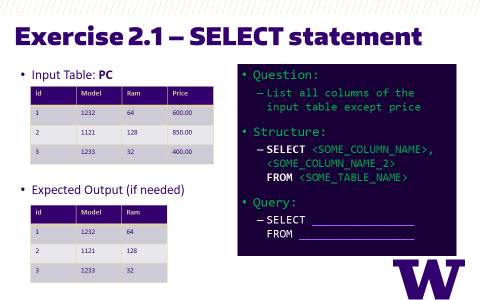 Exercise 2.1 – SELECT statement
• Input Table: PC
id Model Ram Price
1 1232 64 600.00
2 1121 128 850.00
3 1233 32 400.00
• Expected Output (if needed)
id Model Ram
1 1232 64
2 1121 128
3 1233 32
• Question:
– List all columns of the
input table except price
• Structure:
– SELECT <SOME_COLUMN_NAME>,
<SOME_COLUMN_NAME_2>
FROM <SOME_TABLE_NAME>
• Query:
– SELECT ________________
FROM __________________
W